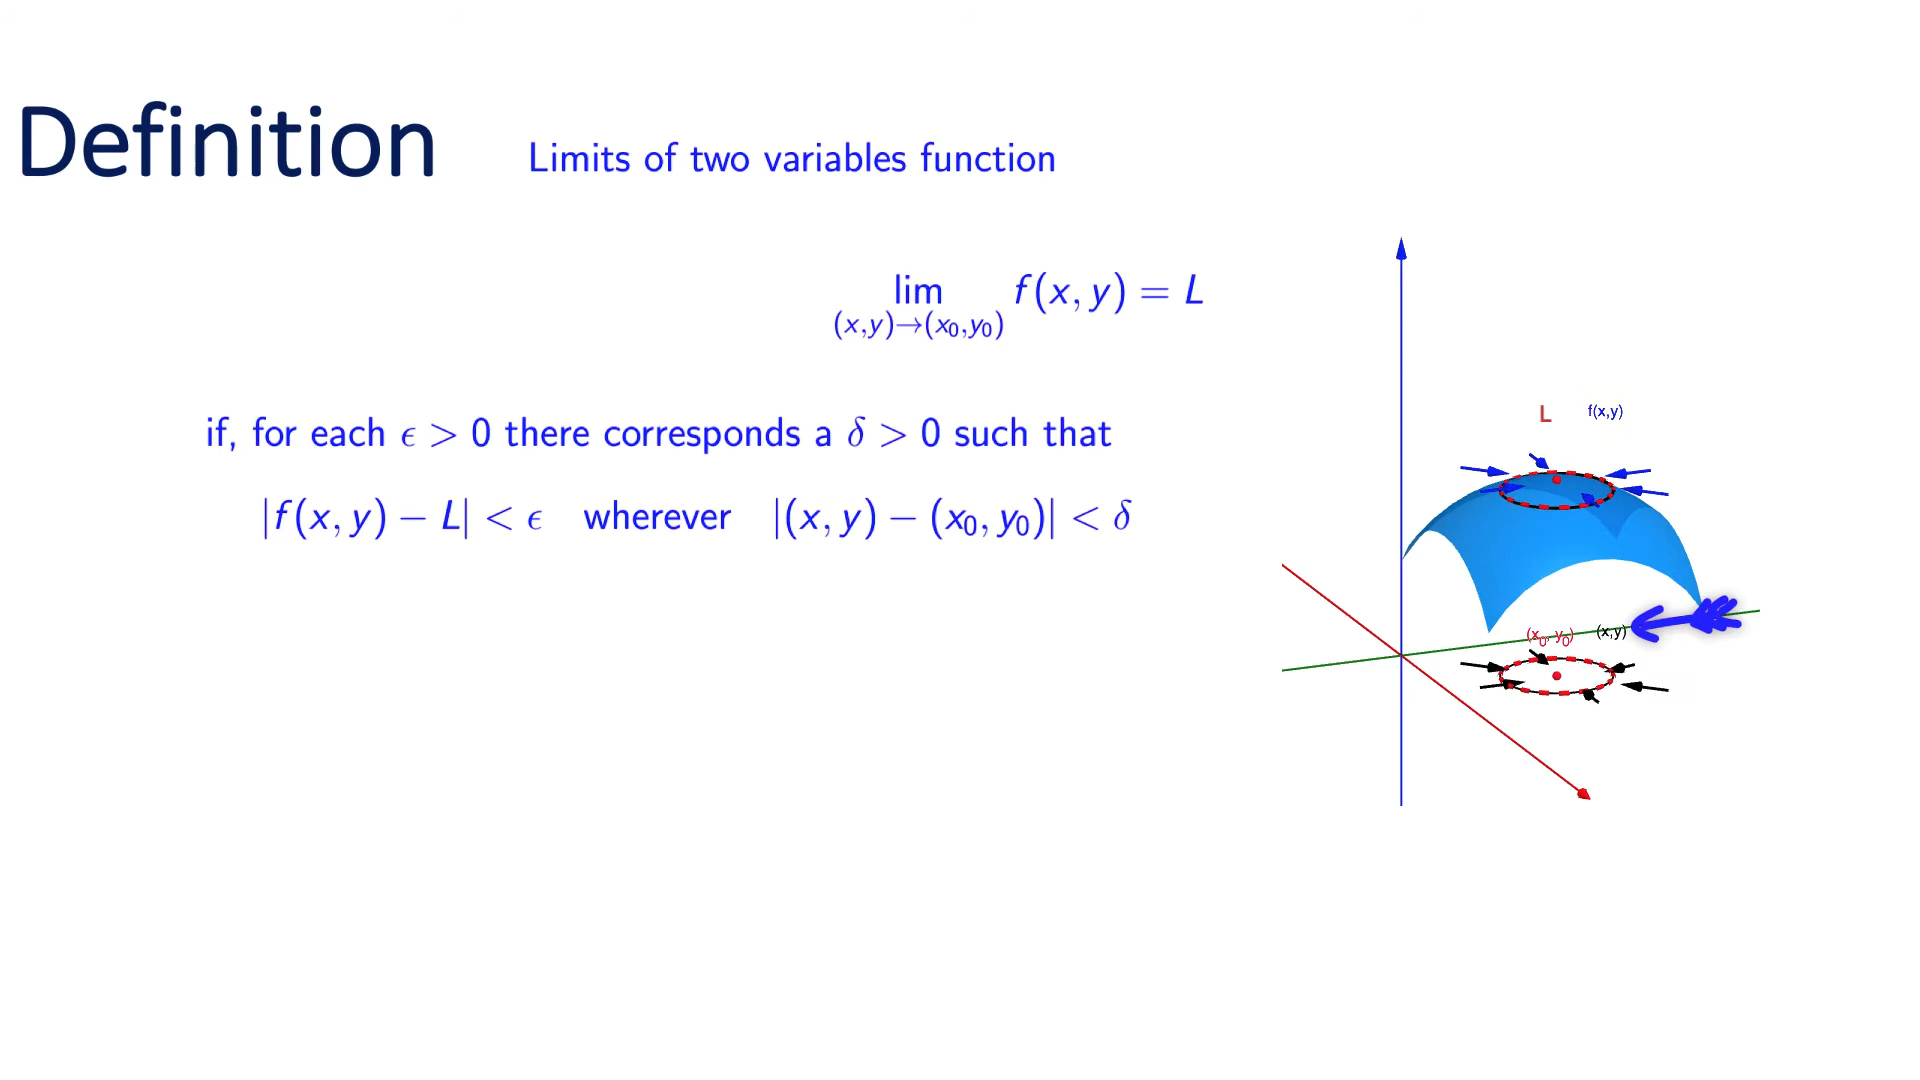 Definition
Limits of two variables function
lim f(x, y) = L
(x,y)→(x₀,y₀)
if, for each ϵ > 0 there corresponds a δ > 0 such that
|f(x, y) − L| < ϵ wherever |(x, y) − (x₀, y₀)| < δ
L f(x,y)
(x₀, y₀) (x,y)